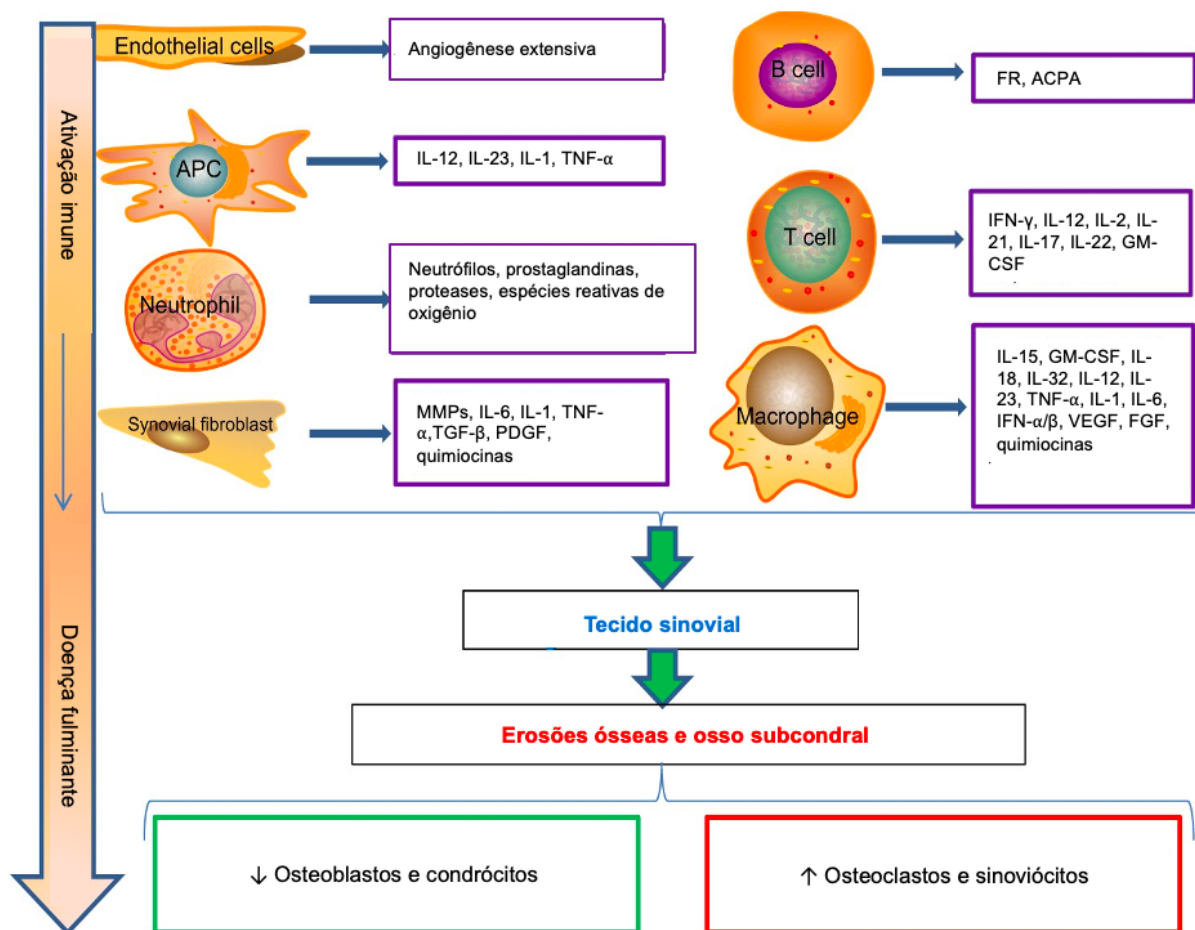 Ativação imune
Doença fulminante
Endothelial cells
Angiogênese extensiva
APC
IL-12, IL-23, IL-1, TNF-α
Neutrophil
Neutrófilos, prostaglandinas,
proteases, espécies reativas de
oxigênio
Synovial fibroblast
MMPs, IL-6, IL-1, TNF-
α,TGF-β, PDGF,
quimiocinas
B cell
FR, ACPA
T cell
IFN-γ, IL-12, IL-2, IL-
21, IL-17, IL-22, GM-
CSF
Macrophage
IL-15, GM-CSF, IL-
18, IL-32, IL-12, IL-
23, TNF-α, IL-1, IL-6,
IFN-α/β, VEGF, FGF,
quimiocinas
Tecido sinovial
Erosões ósseas e osso subcondral
↓ Osteoblastos e condrócitos
↑ Osteoclastos e sinoviócitos